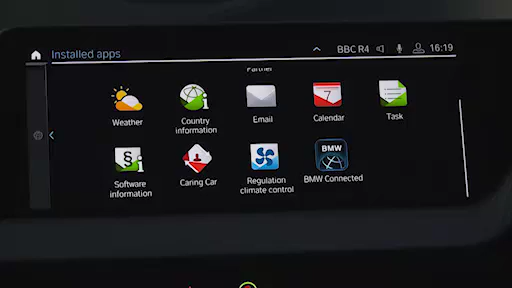 Installed apps
BBC R4
16:19
Partner
Weather
Country
information
Email
7
Calendar
Task
§
i
Software
information
Caring Car
Regulation
climate control
BMW
BMW Connected